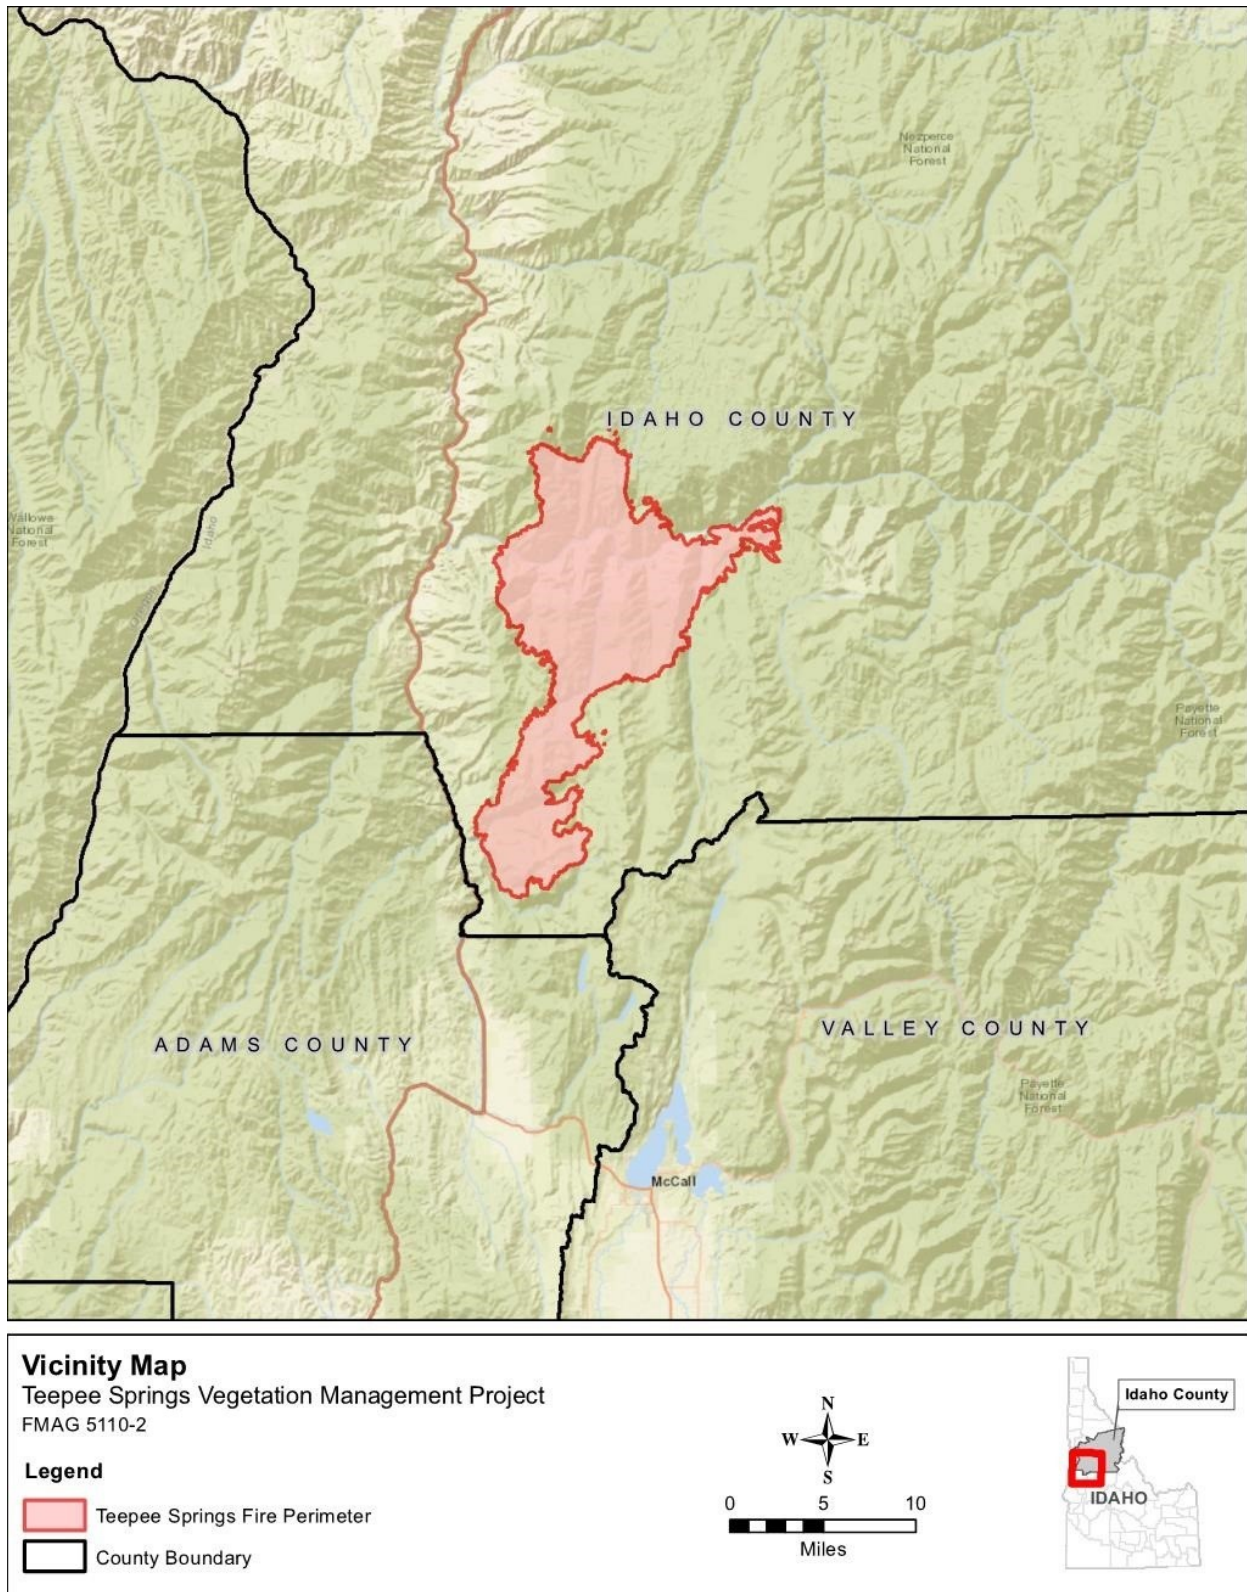 Nezperce
National
Forest
IDAHO COUNTY
Wallowa
National
Forest
Idaho
Payette
National
Forest
VALLEY COUNTY
ADAMS COUNTY
Payette
National
Forest
McCall
Vicinity Map
Teepee Springs Vegetation Management Project
FMAG 5110-2
Legend
Teepee Springs Fire Perimeter
County Boundary
N
W E
S
0 5 10
Miles
Idaho County
IDAHO